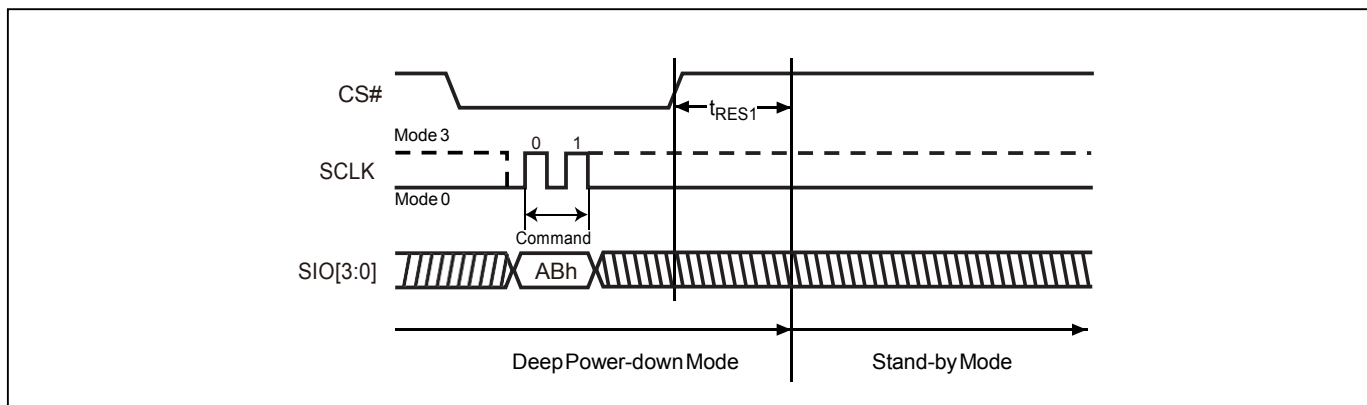 CS#
tRES1
Mode 3
0 1
SCLK
Mode 0
Command
SIO[3:0]
ABh
Deep Power-down Mode
Stand-by Mode